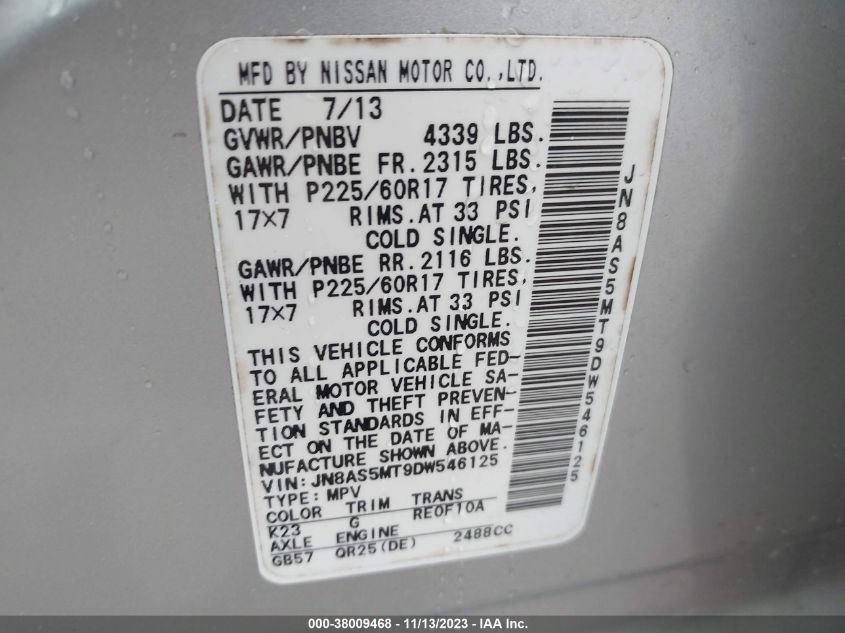 MFD BY NISSAN MOTOR CO.,LTD.
DATE 7/13
GVWR/PNBV 4339 LBS.
GAWR/PNBE FR.2315 LBS.
WITH P225/60R17 TIRES,
17×7 RIMS.AT 33 PSI
COLD SINGLE.
GAWR/PNBE RR.2116 LBS.
WITH P225/60R17 TIRES,
17×7 RIMS.AT 33 PSI
COLD SINGLE.
THIS VEHICLE CONFORMS
TO ALL APPLICABLE FED-
ERAL MOTOR VEHICLE SA-
FETY AND THEFT PREVEN-
TION STANDARDS IN EFF-
ECT ON THE DATE OF MA-
NUFACTURE SHOWN ABOVE.
VIN: JN8AS5MT9DW546125
TYPE: MPV
COLOR TRIM TRANS
K23 G RE0F10A
AXLE ENGINE
GB57 QR25(DE) 2488CC
JN8AS5MT9DW546125
000-38009468 - 11/13/2023 - IAA Inc.